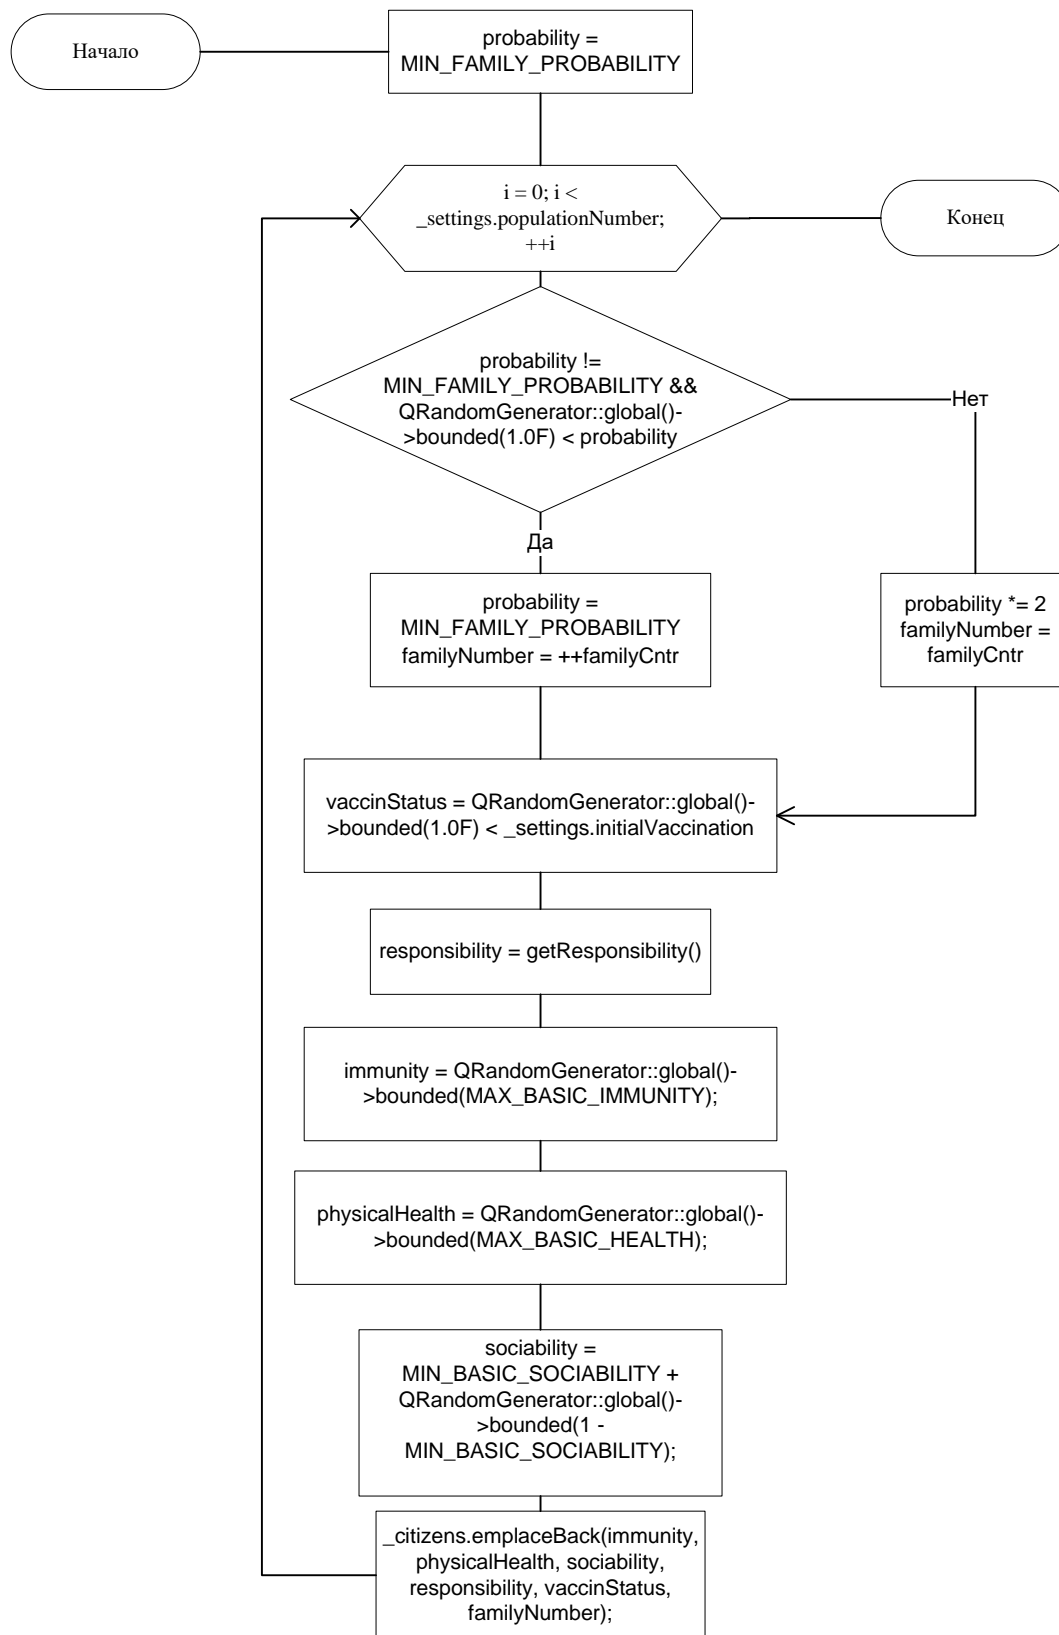 Начало
probability =
MIN_FAMILY_PROBABILITY
i = 0; i <
_settings.populationNumber;
++i
Конец
probability !=
MIN_FAMILY_PROBABILITY &&
QRandomGenerator::global()-
>bounded(1.0F) < probability
Нет
Да
probability =
MIN_FAMILY_PROBABILITY
familyNumber = ++familyCntr
probability *= 2
familyNumber =
familyCntr
vaccinStatus = QRandomGenerator::global()-
>bounded(1.0F) < _settings.initialVaccination
responsibility = getResponsibility()
immunity = QRandomGenerator::global()-
>bounded(MAX_BASIC_IMMUNITY);
physicalHealth = QRandomGenerator::global()-
>bounded(MAX_BASIC_HEALTH);
sociability =
MIN_BASIC_SOCIABILITY +
QRandomGenerator::global()-
>bounded(1 -
MIN_BASIC_SOCIABILITY);
_citizens.emplaceBack(immunity,
physicalHealth, sociability,
responsibility, vaccinStatus,
familyNumber);